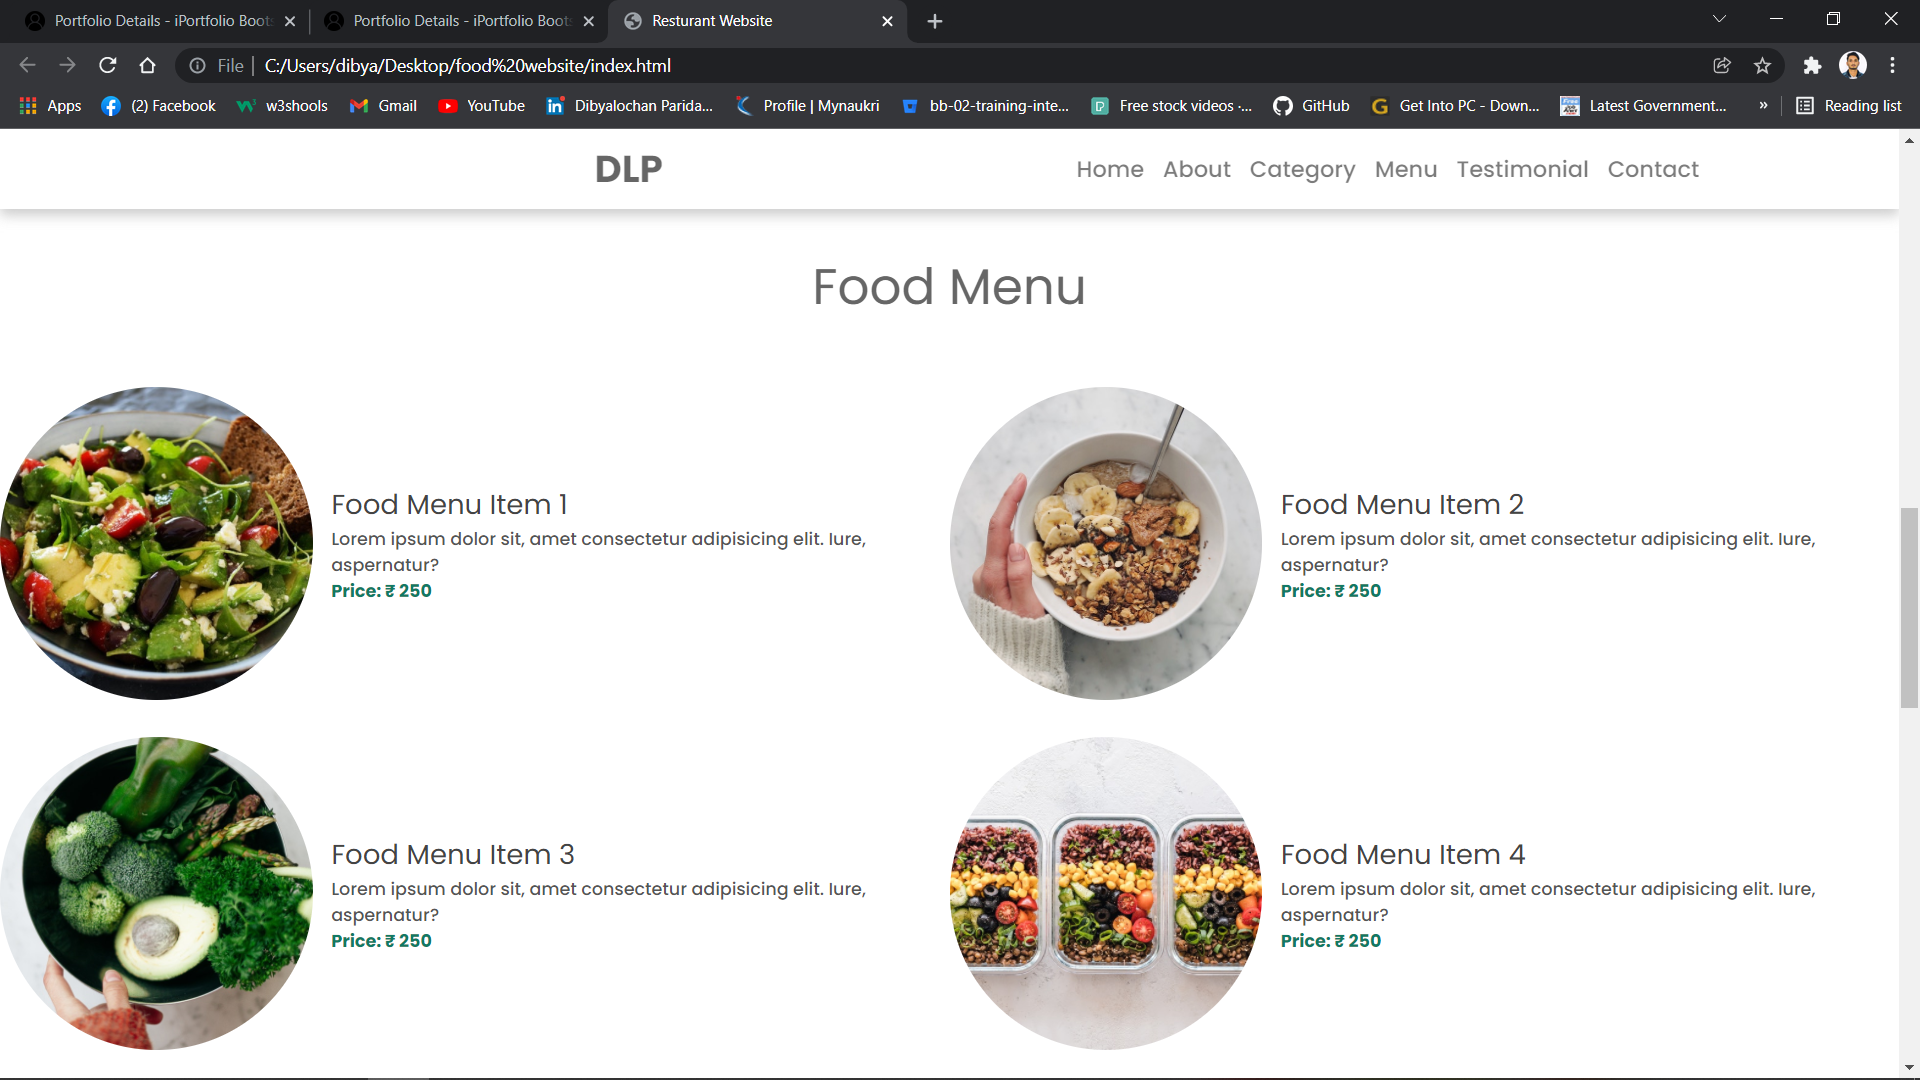 Portfolio Details - iPortfolio Boots
Portfolio Details - iPortfolio Boots
Resturant Website
File
C:/Users/dibya/Desktop/food%20website/index.html
Apps
(2) Facebook
w3shools
Gmail
YouTube
Dibyalochan Parida...
Profile | Mynaukri
bb-02-training-inte...
Free stock videos ·...
GitHub
Get Into PC - Down...
Latest Government...
»
Reading list
DLP
Home About Category Menu Testimonial Contact
Food Menu
Food Menu Item 1
Lorem ipsum dolor sit, amet consectetur adipisicing elit. Iure,
aspernatur?
Price: ₹ 250
Food Menu Item 2
Lorem ipsum dolor sit, amet consectetur adipisicing elit. Iure,
aspernatur?
Price: ₹ 250
Food Menu Item 3
Lorem ipsum dolor sit, amet consectetur adipisicing elit. Iure,
aspernatur?
Price: ₹ 250
Food Menu Item 4
Lorem ipsum dolor sit, amet consectetur adipisicing elit. Iure,
aspernatur?
Price: ₹ 250